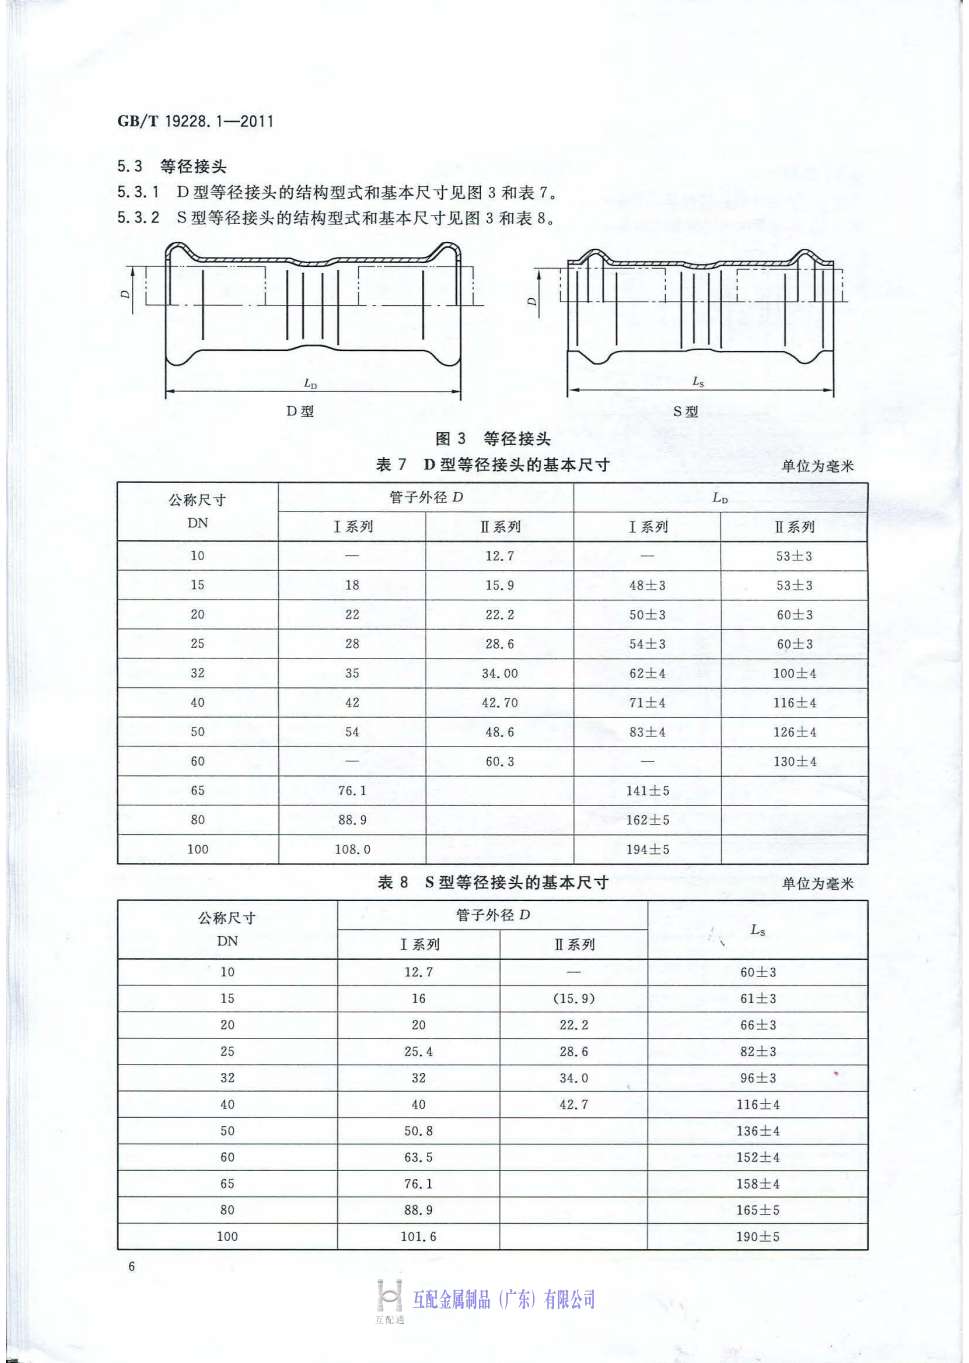 GB/T 19228.1—2011
5.3 等径接头
5.3.1 D型等径接头的结构型式和基本尺寸见图3和表7。
5.3.2 S型等径接头的结构型式和基本尺寸见图3和表8。
D
D
L_D
L_S
D型 S型
图3 等径接头
表7 D型等径接头的基本尺寸 单位为毫米
公称尺寸 管子外径D L_D
DN Ⅰ系列 Ⅱ系列 Ⅰ系列 Ⅱ系列
10 — 12.7 — 53±3
15 18 15.9 48±3 53±3
20 22 22.2 50±3 60±3
25 28 28.6 54±3 60±3
32 35 34.00 62±4 100±4
40 42 42.70 71±4 116±4
50 54 48.6 83±4 126±4
60 — 60.3 — 130±4
65 76.1 141±5
80 88.9 162±5
100 108.0 194±5
表8 S型等径接头的基本尺寸 单位为毫米
公称尺寸 管子外径D L_S
DN Ⅰ系列 Ⅱ系列
10 12.7 — 60±3
15 16 (15.9) 61±3
20 20 22.2 66±3
25 25.4 28.6 82±3
32 32 34.0 96±3
40 40 42.7 116±4
50 50.8 136±4
60 63.5 152±4
65 76.1 158±4
80 88.9 165±5
100 101.6 190±5
6
互配金属制品（广东）有限公司
互配通